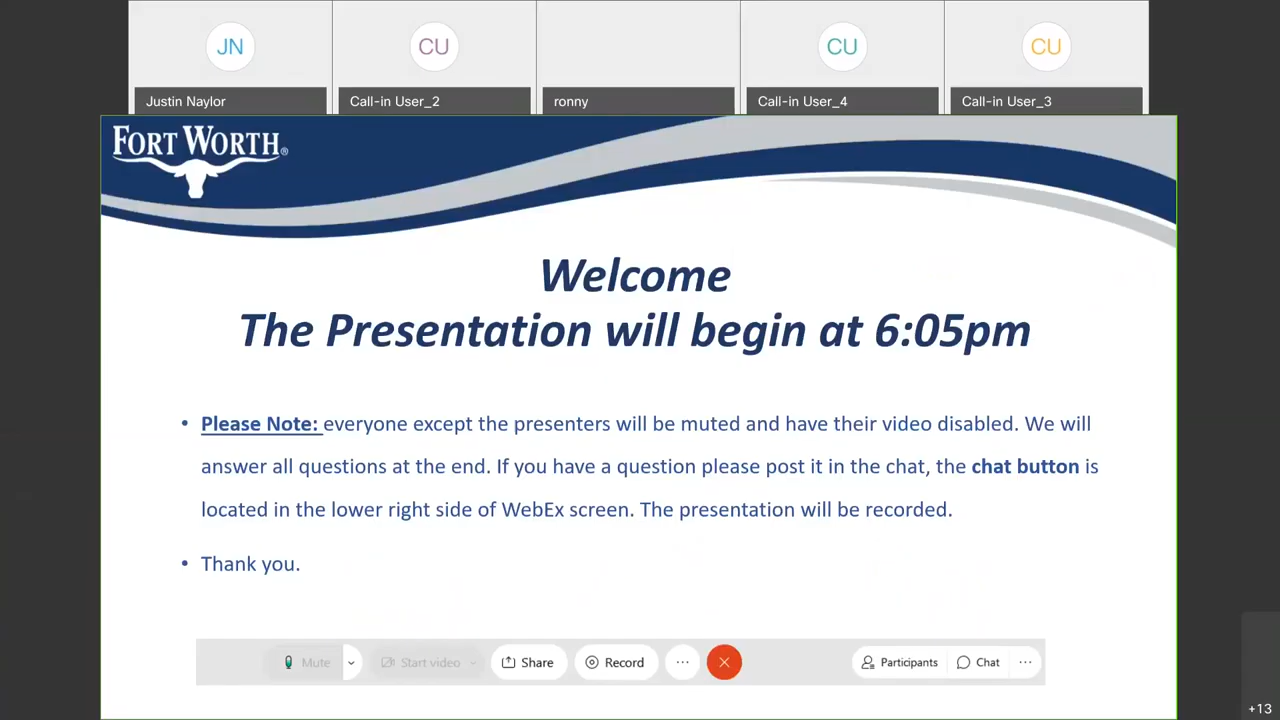 JN
CU
CU
CU
Justin Naylor
Call-in User_2
ronny
Call-in User_4
Call-in User_3
FORT WORTH®
Welcome
The Presentation will begin at 6:05pm
• Please Note: everyone except the presenters will be muted and have their video disabled. We will
answer all questions at the end. If you have a question please post it in the chat, the chat button is
located in the lower right side of WebEx screen. The presentation will be recorded.
• Thank you.
Mute
Start video
Share
Record
...
Participants
Chat
...
+13